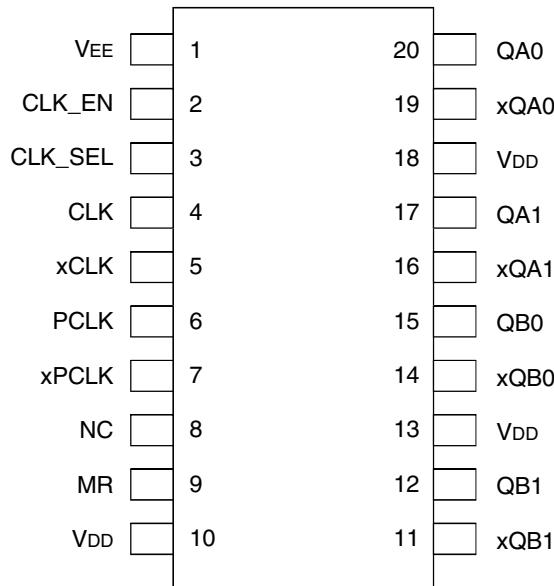 VEE 1 20 QA0
CLK_EN 2 19 xQA0
CLK_SEL 3 18 VDD
CLK 4 17 QA1
xCLK 5 16 xQA1
PCLK 6 15 QB0
xPCLK 7 14 xQB0
NC 8 13 VDD
MR 9 12 QB1
VDD 10 11 xQB1